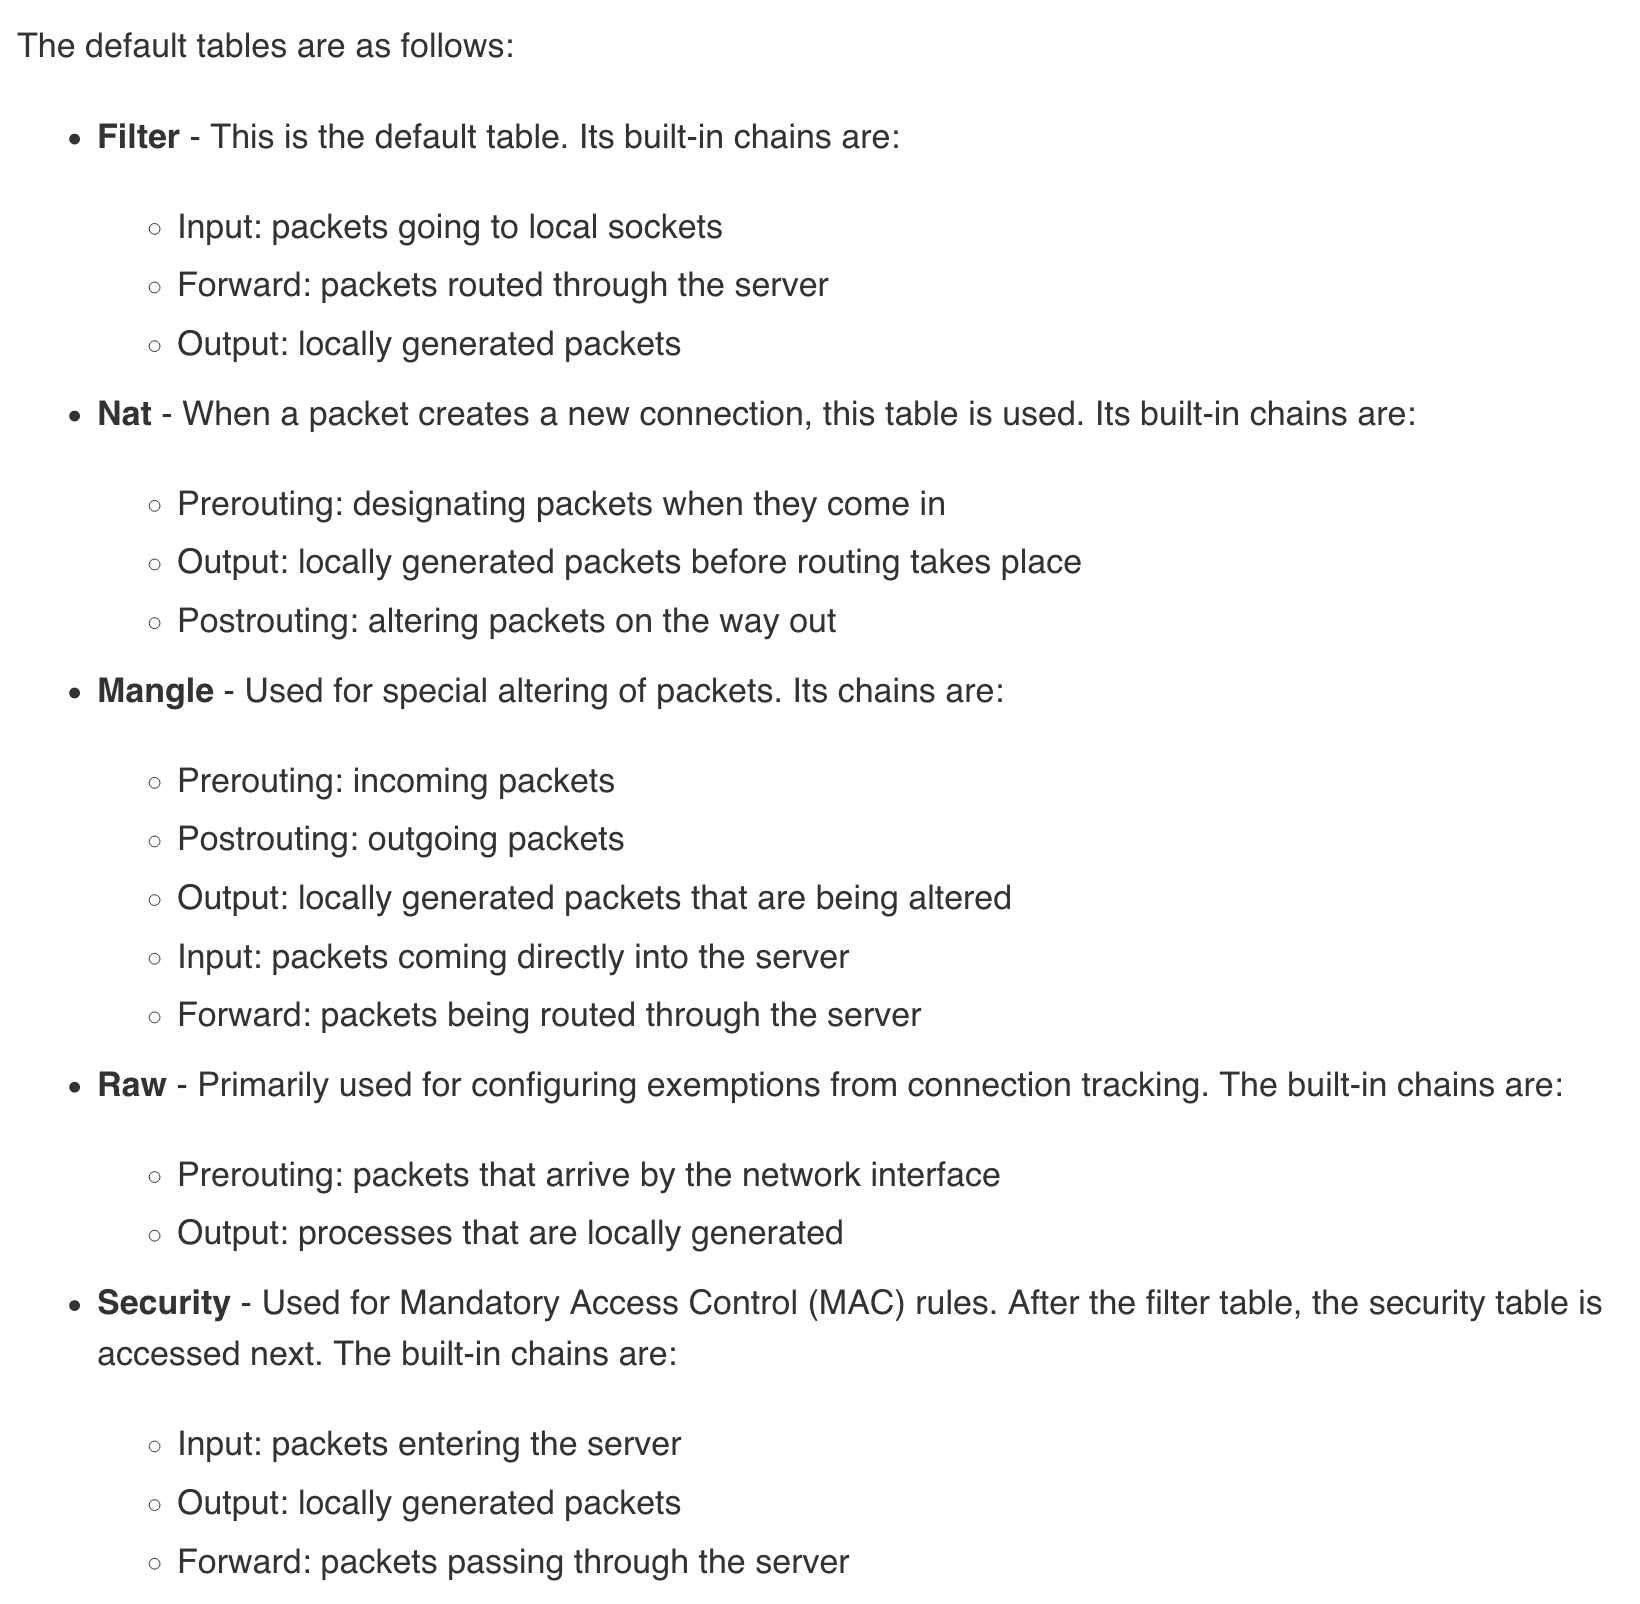 The default tables are as follows:
• Filter - This is the default table. Its built-in chains are:
◦ Input: packets going to local sockets
◦ Forward: packets routed through the server
◦ Output: locally generated packets
• Nat - When a packet creates a new connection, this table is used. Its built-in chains are:
◦ Prerouting: designating packets when they come in
◦ Output: locally generated packets before routing takes place
◦ Postrouting: altering packets on the way out
• Mangle - Used for special altering of packets. Its chains are:
◦ Prerouting: incoming packets
◦ Postrouting: outgoing packets
◦ Output: locally generated packets that are being altered
◦ Input: packets coming directly into the server
◦ Forward: packets being routed through the server
• Raw - Primarily used for configuring exemptions from connection tracking. The built-in chains are:
◦ Prerouting: packets that arrive by the network interface
◦ Output: processes that are locally generated
• Security - Used for Mandatory Access Control (MAC) rules. After the filter table, the security table is
accessed next. The built-in chains are:
◦ Input: packets entering the server
◦ Output: locally generated packets
◦ Forward: packets passing through the server